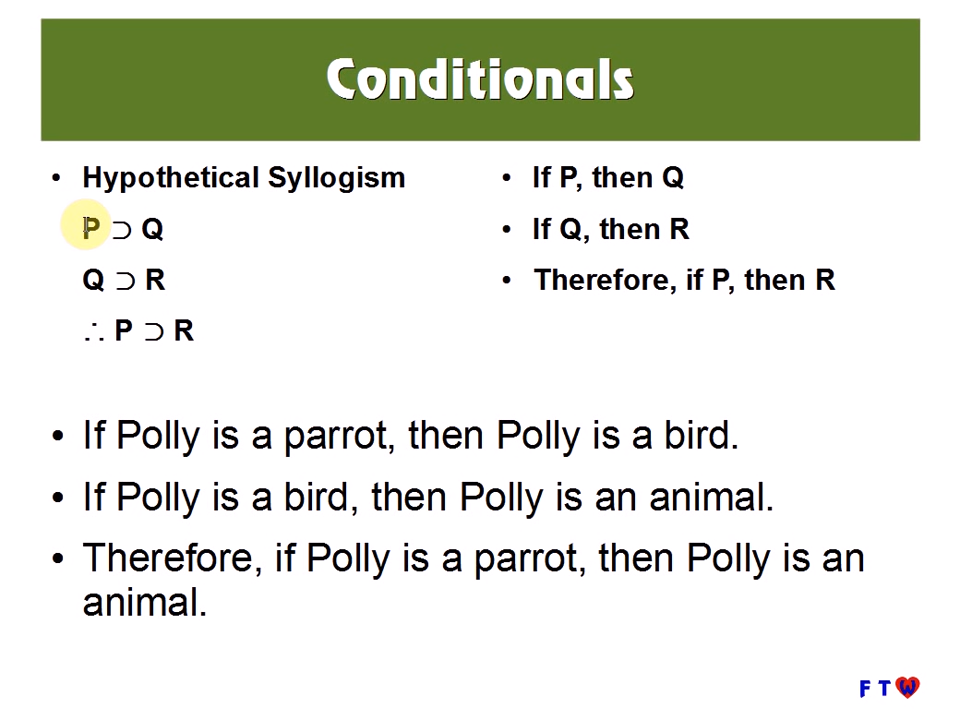 Conditionals
• Hypothetical Syllogism
P ⊃ Q
Q ⊃ R
∴ P ⊃ R
• If P, then Q
• If Q, then R
• Therefore, if P, then R
• If Polly is a parrot, then Polly is a bird.
• If Polly is a bird, then Polly is an animal.
• Therefore, if Polly is a parrot, then Polly is an
animal.
F T W